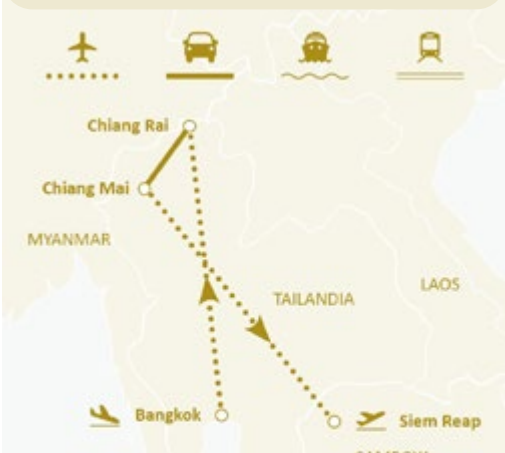 Chiang Rai
Chiang Mai
MYANMAR
LAOS
TAILANDIA
Bangkok
Siem Reap